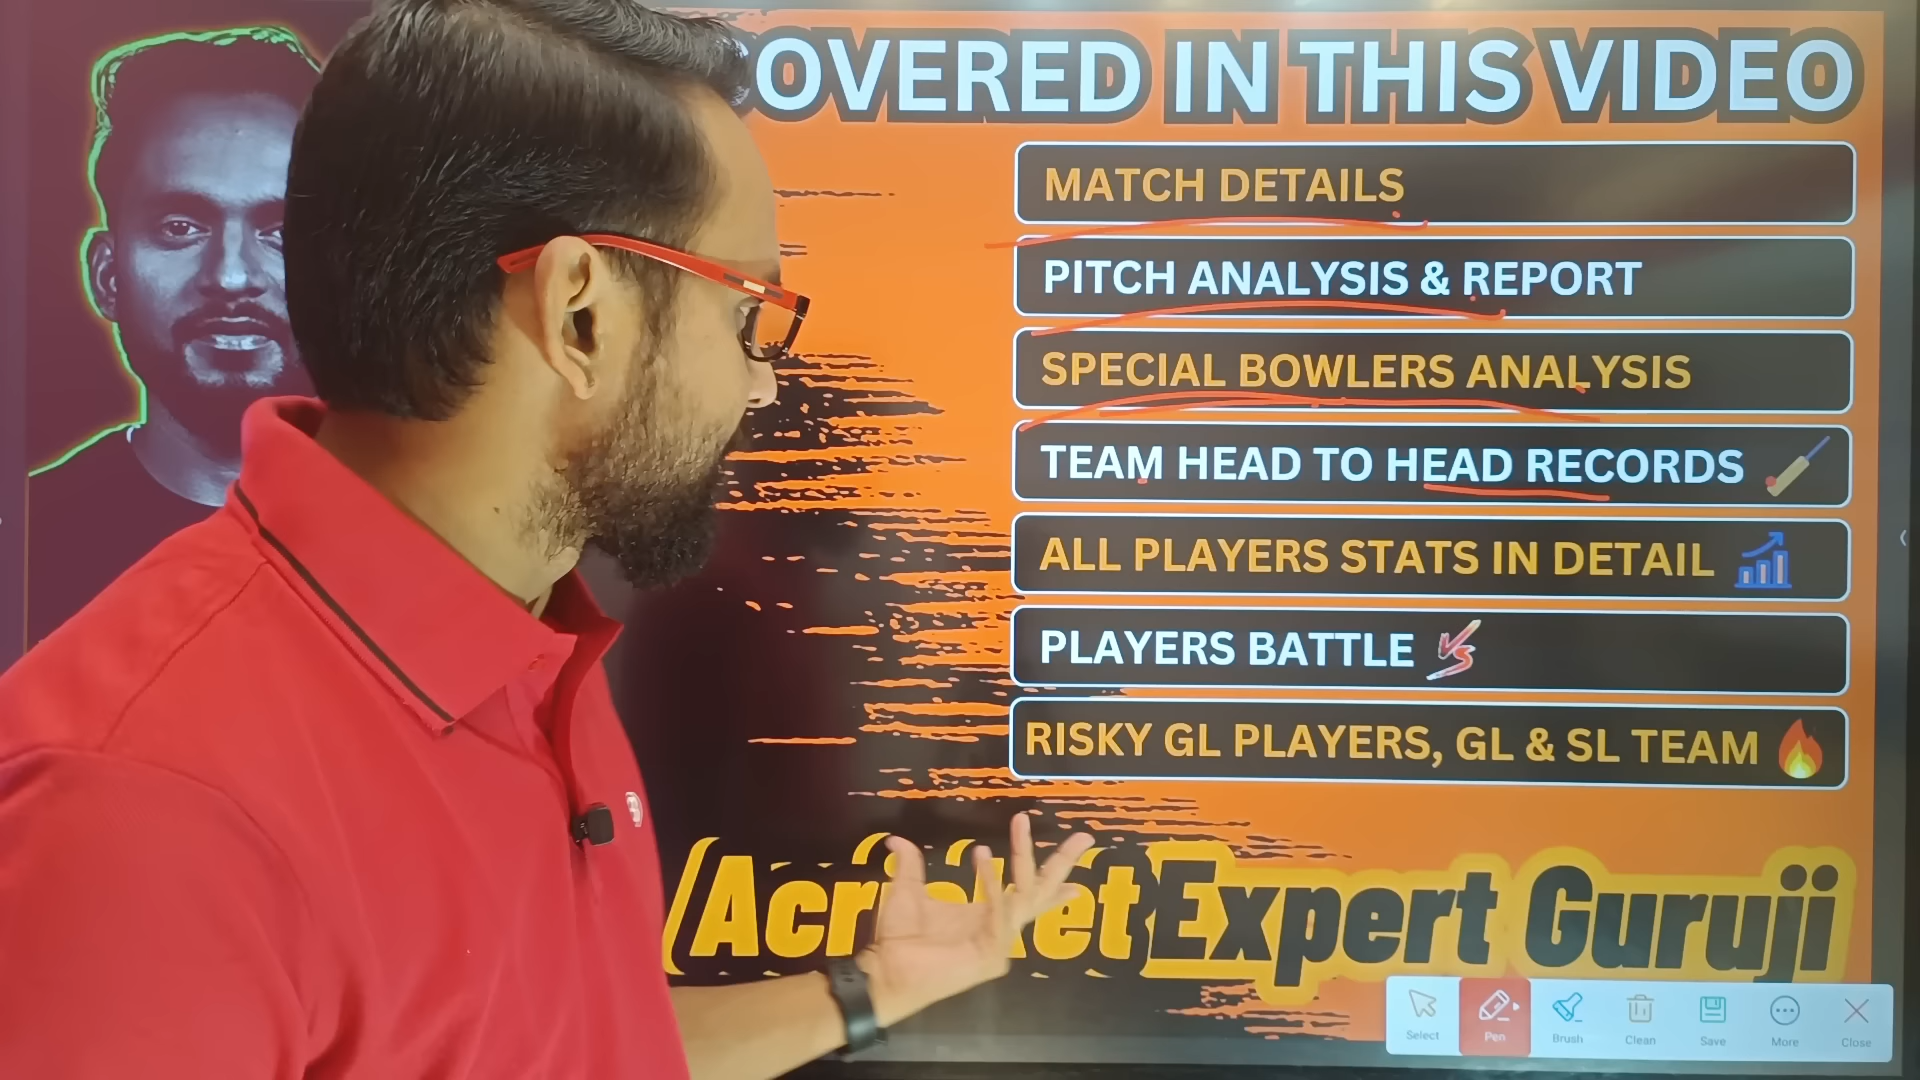 OVERED IN THIS VIDEO
MATCH DETAILS
PITCH ANALYSIS & REPORT
SPECIAL BOWLERS ANALYSIS
TEAM HEAD TO HEAD RECORDS
ALL PLAYERS STATS IN DETAIL
PLAYERS BATTLE VS
RISKY GL PLAYERS, GL & SL TEAM
Acricket Expert Guruji
Select Pen Brush Clean Save More Close